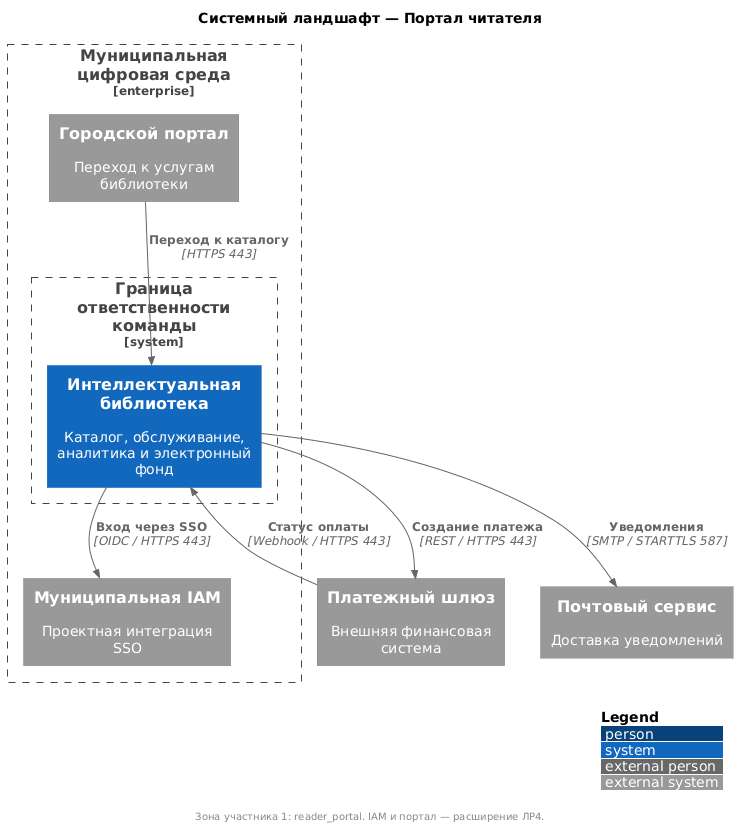 Системный ландшафт — Портал читателя
Муниципальная
цифровая среда
[enterprise]
Городской портал
Переход к услугам
библиотеки
Переход к каталогу
[HTTPS 443]
Граница
ответственности
команды
[system]
Интеллектуальная
библиотека
Каталог, обслуживание,
аналитика и электронный
фонд
Вход через SSO
[OIDC / HTTPS 443]
Статус оплаты
[Webhook / HTTPS 443]
Создание платежа
[REST / HTTPS 443]
Уведомления
[SMTP / STARTTLS 587]
Муниципальная IAM
Проектная интеграция
SSO
Платежный шлюз
Внешняя финансовая
система
Почтовый сервис
Доставка уведомлений
Legend
person
system
external person
external system
Зона участника 1: reader_portal. IAM и портал — расширение ЛР4.